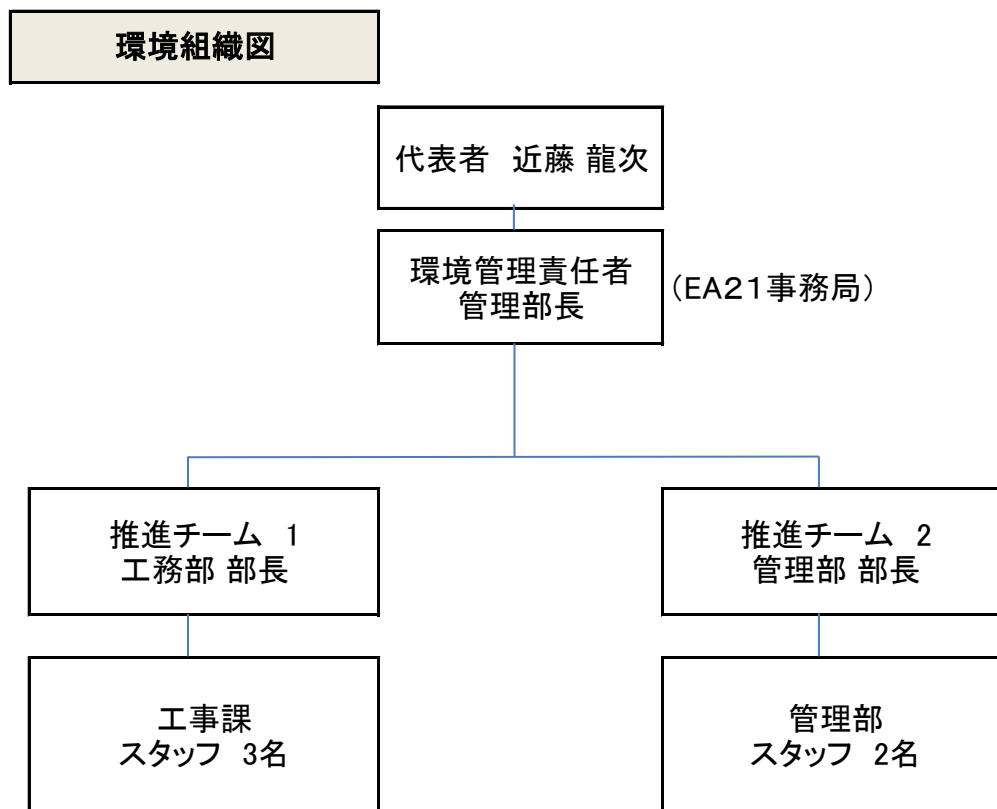 環境組織図
代表者　近藤 龍次
環境管理責任者
管理部長
（EA２１事務局）
推進チーム　1
工務部 部長
推進チーム　2
管理部 部長
工事課
スタッフ　3名
管理部
スタッフ　2名